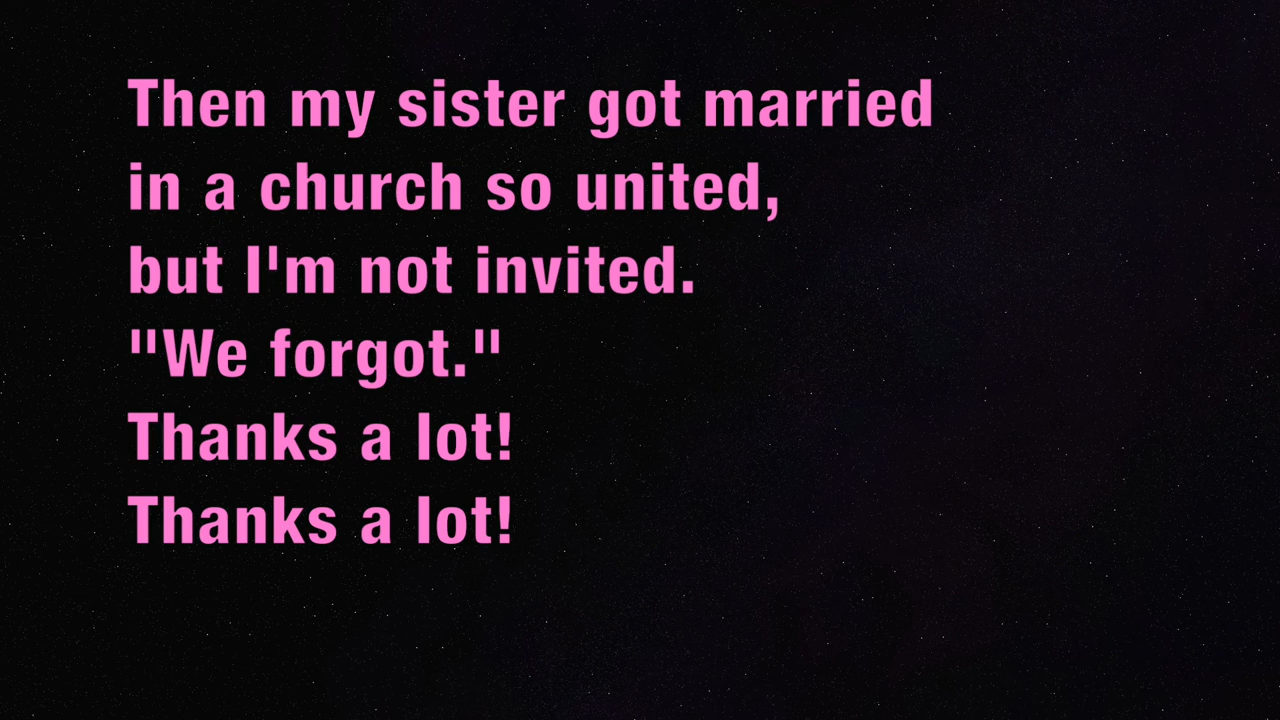 Then my sister got married
in a church so united,
but I'm not invited.
"We forgot."
Thanks a lot!
Thanks a lot!